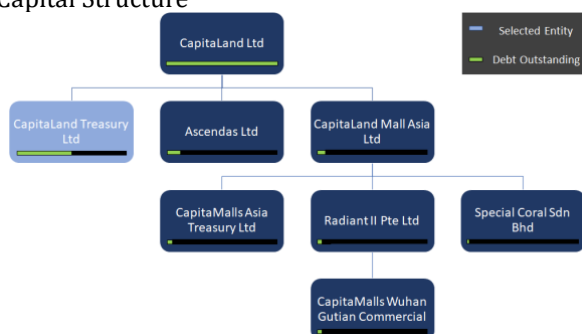 Capital Structure
CapitaLand Ltd
Selected Entity
Debt Outstanding
CapitaLand Treasury
Ltd
Ascendas Ltd
CapitaLand Mall Asia
Ltd
CapitaMalls Asia
Treasury Ltd
Radiant II Pte Ltd
Special Coral Sdn
Bhd
CapitaMalls Wuhan
Gutian Commercial